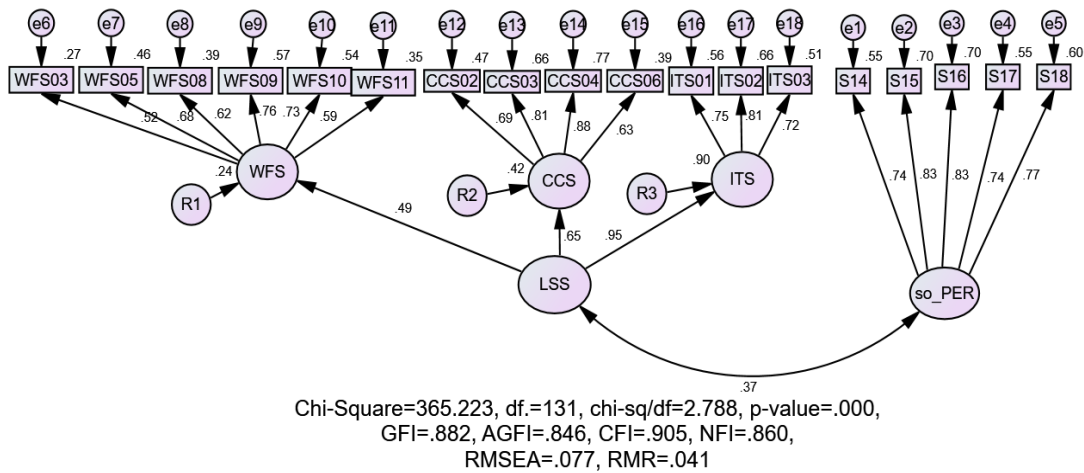 e6 e7 e8 e9 e10 e11 e12 e13 e14 e15 e16 e17 e18 e1 e2 e3 e4 e5
.27 .46 .39 .57 .54 .35 .47 .66 .77 .39 .56 .66 .51 .55 .70 .70 .55 .60
WFS03 WFS05 WFS08 WFS09 WFS10 WFS11 CCS02 CCS03 CCS04 CCS06 ITS01 ITS02 ITS03 S14 S15 S16 S17 S18
.52 .68 .62 .76 .73 .59 .69 .81 .88 .63 .75 .81 .72 .74 .83 .83 .74 .77
.24 WFS .42 CCS .90 ITS
R1 R2 R3
.49 .65 .95
LSS so_PER
.37
Chi-Square=365.223, df.=131, chi-sq/df=2.788, p-value=.000,
GFI=.882, AGFI=.846, CFI=.905, NFI=.860,
RMSEA=.077, RMR=.041